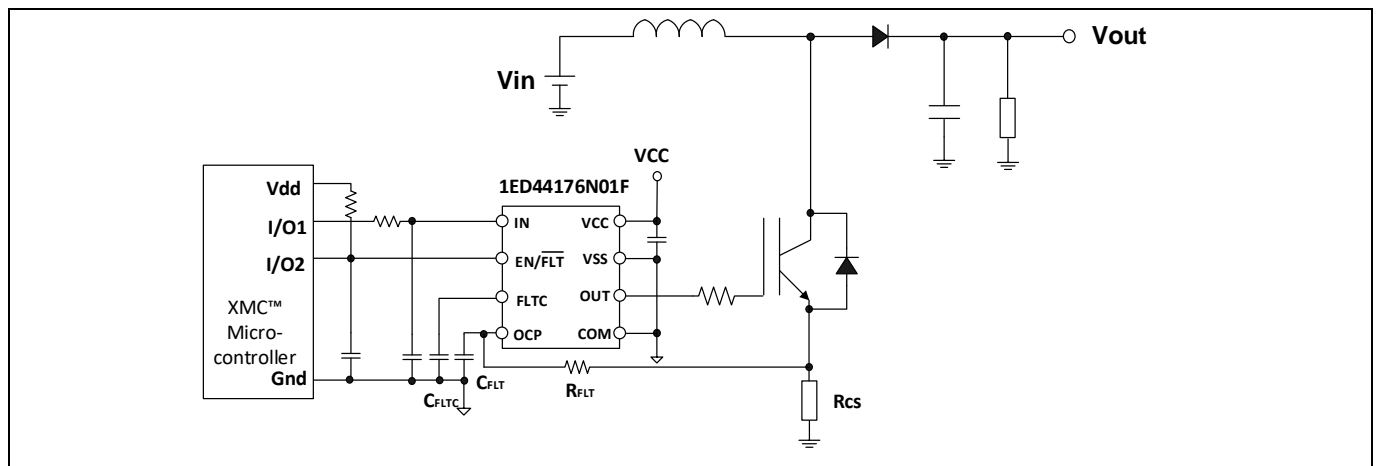 Vout
Vin
VCC
1ED44176N01F
Vdd
I/O1
I/O2
XMC™
Micro-
controller
Gnd
IN
EN/FLT
FLTC
OCP
VCC
VSS
OUT
COM
CFLTC
CFLT
RFLT
Rcs